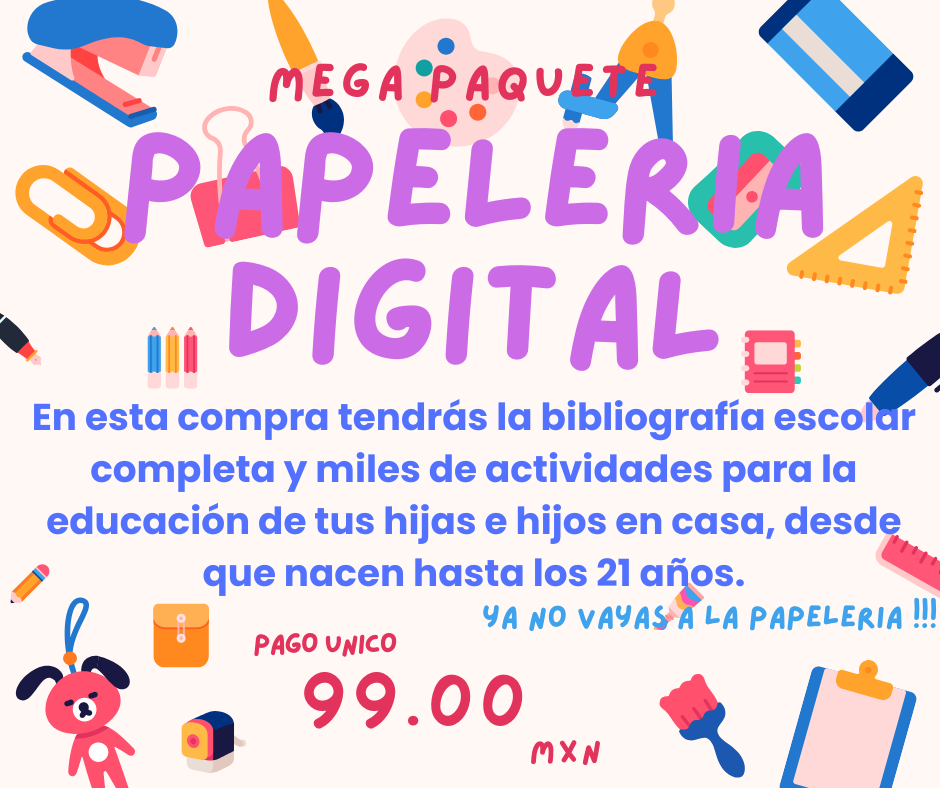 MEGA PAQUETE
PAPELERIA
DIGITAL
En esta compra tendrás la bibliografía escolar
completa y miles de actividades para la
educación de tus hijas e hijos en casa, desde
que nacen hasta los 21 años.
YA NO VAYAS A LA PAPELERIA !!!
PAGO UNICO
99.00
MXN